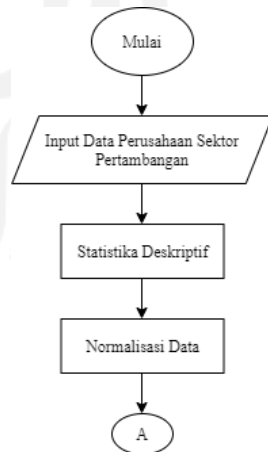 Mulai
Input Data Perusahaan Sektor
Pertambangan
Statistika Deskriptif
Normalisasi Data
A